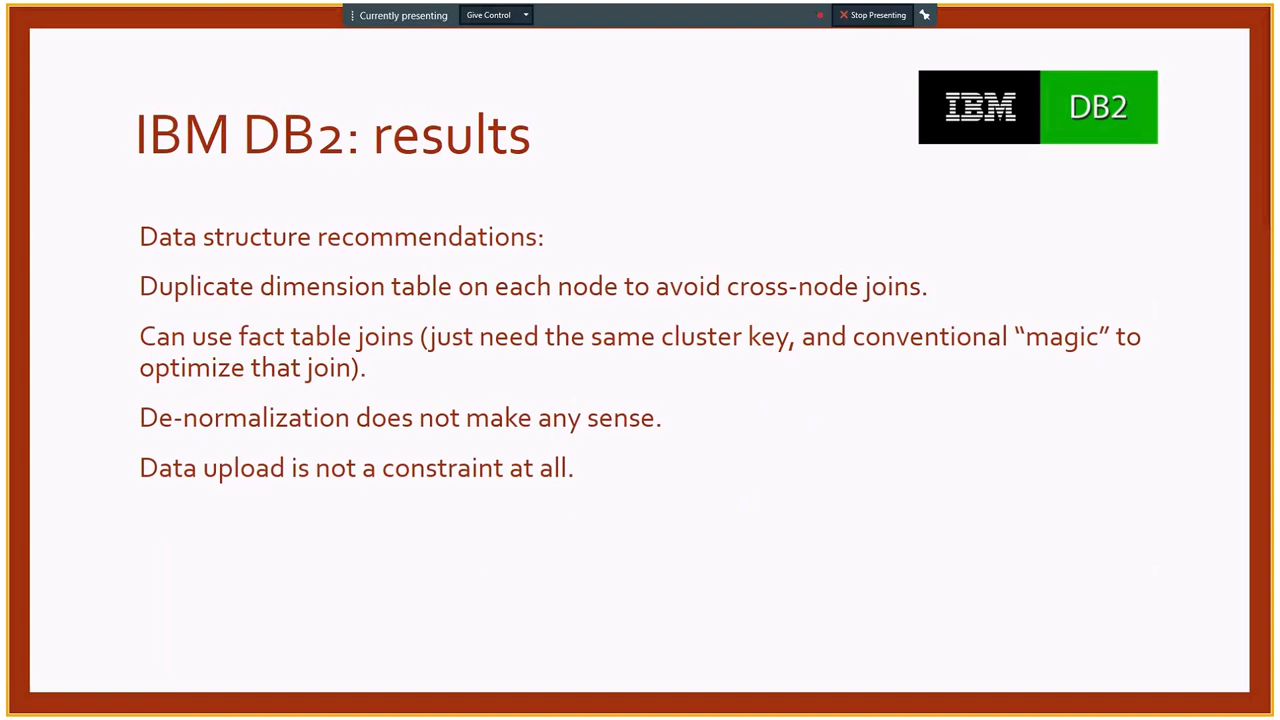 Currently presenting
Give Control
Stop Presenting
IBM DB2
IBM DB2: results
Data structure recommendations:
Duplicate dimension table on each node to avoid cross-node joins.
Can use fact table joins (just need the same cluster key, and conventional “magic” to
optimize that join).
De-normalization does not make any sense.
Data upload is not a constraint at all.